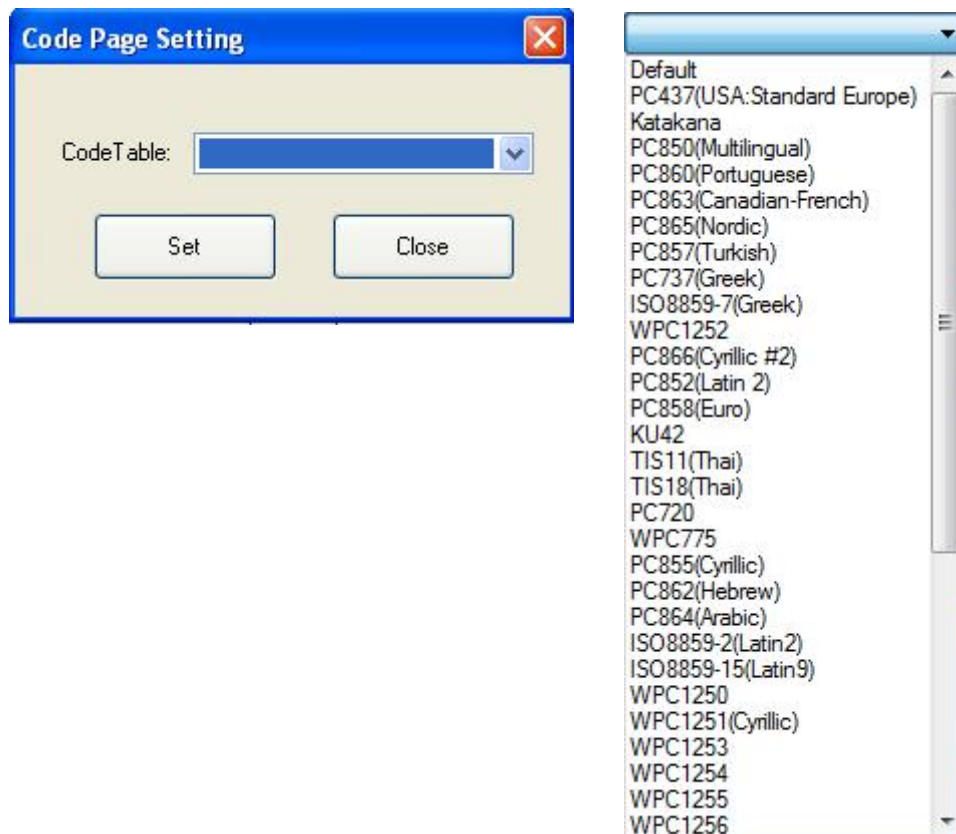 Code Page Setting
CodeTable:
Set
Close
Default
PC437(USA:Standard Europe)
Katakana
PC850(Multilingual)
PC860(Portuguese)
PC863(Canadian-French)
PC865(Nordic)
PC857(Turkish)
PC737(Greek)
ISO8859-7(Greek)
WPC1252
PC866(Cyrillic #2)
PC852(Latin 2)
PC858(Euro)
KU42
TIS11(Thai)
TIS18(Thai)
PC720
WPC775
PC855(Cyrillic)
PC862(Hebrew)
PC864(Arabic)
ISO8859-2(Latin2)
ISO8859-15(Latin9)
WPC1250
WPC1251(Cyrillic)
WPC1253
WPC1254
WPC1255
WPC1256